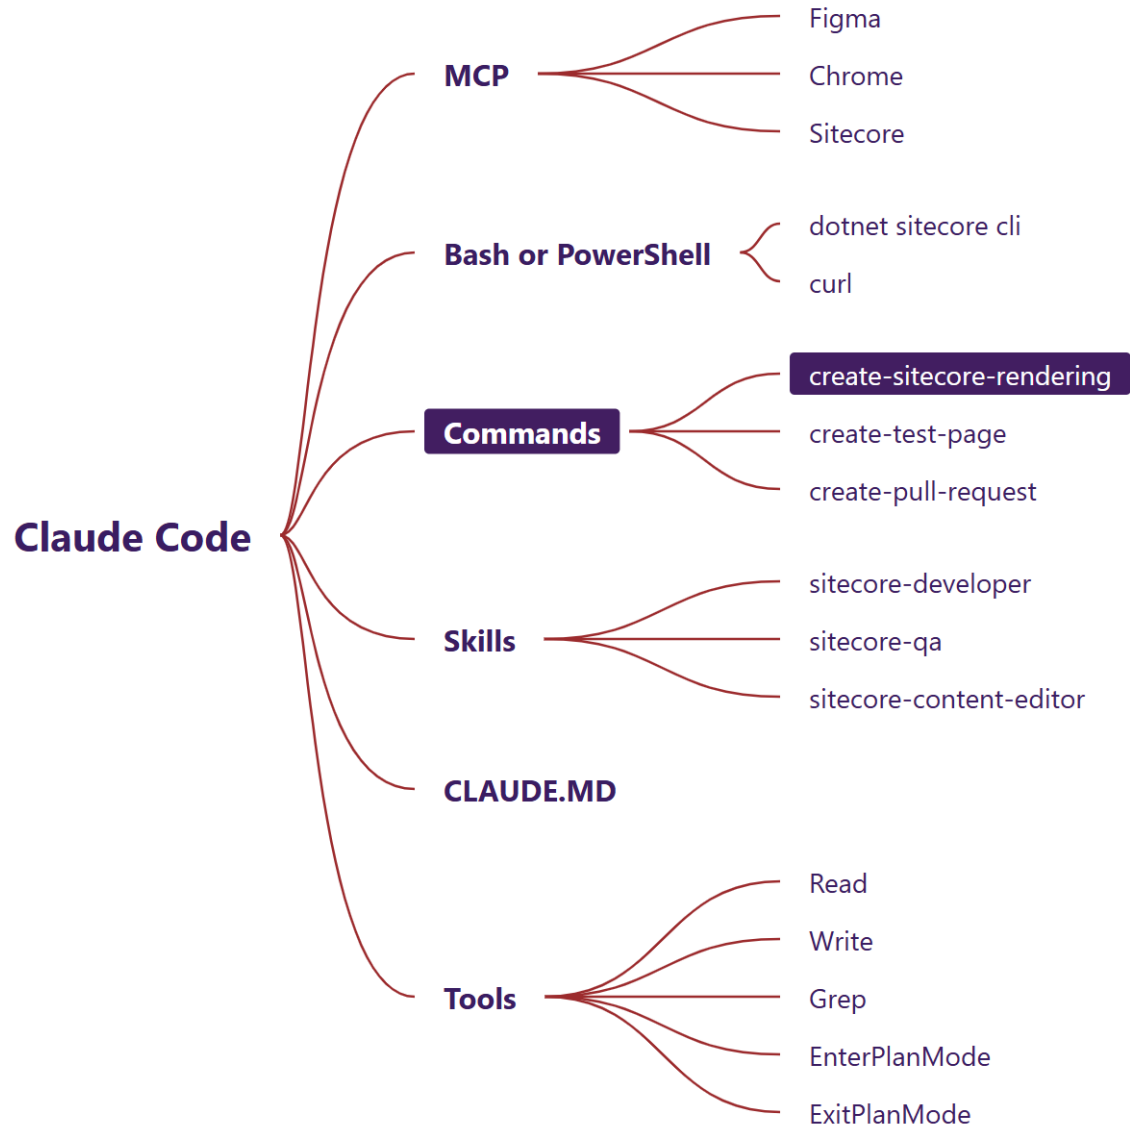 Claude Code
MCP
Figma
Chrome
Sitecore
Bash or PowerShell
dotnet sitecore cli
curl
Commands
create-sitecore-rendering
create-test-page
create-pull-request
Skills
sitecore-developer
sitecore-qa
sitecore-content-editor
CLAUDE.MD
Tools
Read
Write
Grep
EnterPlanMode
ExitPlanMode